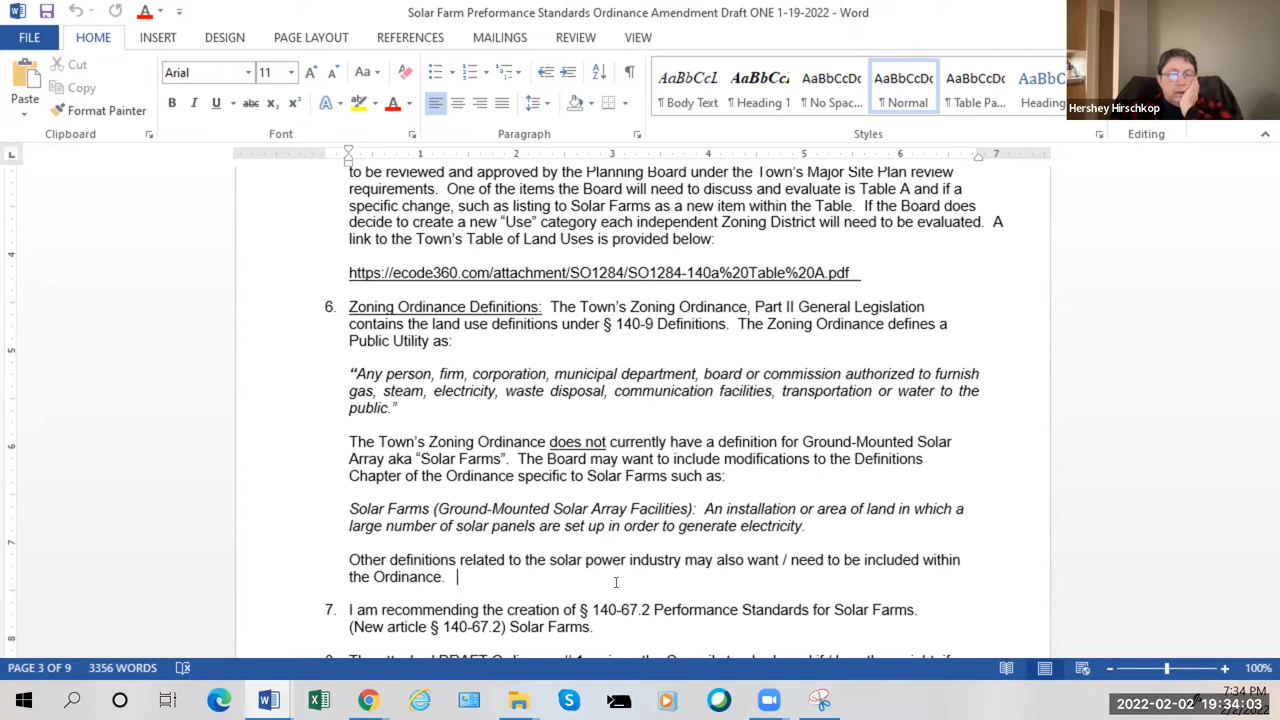 Solar Farm Preformance Standards Ordinance Amendment Draft ONE 1-19-2022 - Word
FILE HOME INSERT DESIGN PAGE LAYOUT REFERENCES MAILINGS REVIEW VIEW
Paste
Cut
Copy
Format Painter
Clipboard
Arial 11
Font
Paragraph
AaBbCcL AaBbCcI AaBbCcDc AaBbCcDc AaBbCcDc AaBbC
¶ Body Text ¶ Heading ¶ No Spac... ¶ Normal ¶ Table Pa... Heading
Styles
Editing
Hershey Hirschkop
1 2 3 4 5 6 7
to be reviewed and approved by the Planning Board under the Town's Major Site Plan review
requirements. One of the items the Board will need to discuss and evaluate is Table A and if a
specific change, such as listing to Solar Farms as a new item within the Table. If the Board does
decide to create a new “Use” category each independent Zoning District will need to be evaluated. A
link to the Town's Table of Land Uses is provided below:
https://ecode360.com/attachment/SO1284/SO1284-140a%20Table%20A.pdf
6. Zoning Ordinance Definitions: The Town's Zoning Ordinance, Part II General Legislation
contains the land use definitions under § 140-9 Definitions. The Zoning Ordinance defines a
Public Utility as:
“Any person, firm, corporation, municipal department, board or commission authorized to furnish
gas, steam, electricity, waste disposal, communication facilities, transportation or water to the
public.”
The Town's Zoning Ordinance does not currently have a definition for Ground-Mounted Solar
Array aka “Solar Farms”. The Board may want to include modifications to the Definitions
Chapter of the Ordinance specific to Solar Farms such as:
Solar Farms (Ground-Mounted Solar Array Facilities): An installation or area of land in which a
large number of solar panels are set up in order to generate electricity.
Other definitions related to the solar power industry may also want / need to be included within
the Ordinance.
7. I am recommending the creation of § 140-67.2 Performance Standards for Solar Farms.
(New article § 140-67.2) Solar Farms.
4
5
6
7
8
PAGE 3 OF 9 3356 WORDS
100%
7:34 PM
2022-02-02 19:34:03